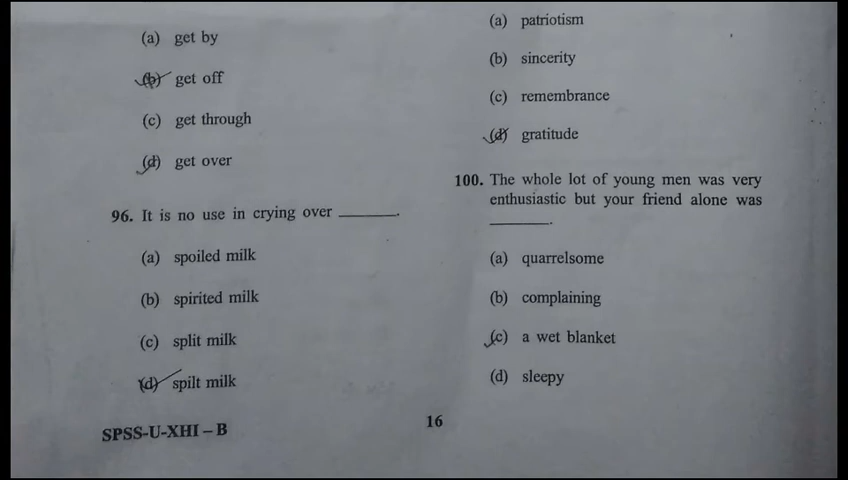 (a) get by
(b) get off
(c) get through
(d) get over
96. It is no use in crying over ______.
(a) spoiled milk
(b) spirited milk
(c) split milk
(d) spilt milk
SPSS-U-XHI – B
(a) patriotism
(b) sincerity
(c) remembrance
(d) gratitude
100. The whole lot of young men was very
enthusiastic but your friend alone was
______.
(a) quarrelsome
(b) complaining
(c) a wet blanket
(d) sleepy
16